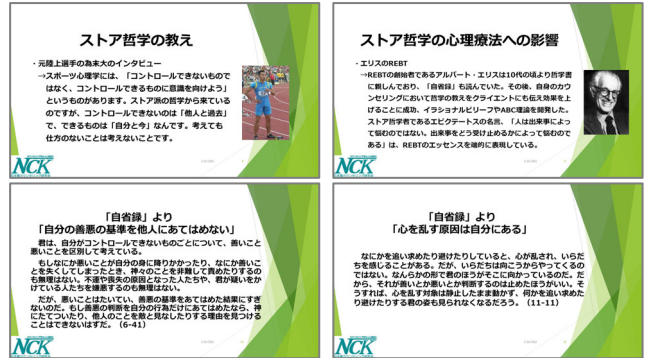 ストア哲学の教え
・元陸上選手の為末大のインタビュー
→スポーツ心理学には、「コントロールできないもので
はなく、コントロールできるものに意識を向けよう」
というものがあります。ストア派の哲学から来ている
のですが、コントロールできないのは「他人と過去」
で、できるものは「自分と今」なんです。考えても
仕方のないことは考えないことです。
NCK
ストア哲学の心理療法への影響
・エリスのREBT
→REBTの創始者であるアルバート・エリスは10代の頃より哲学書
に親しんでおり、「自省録」も読んでいた。その後、自身のカウ
ンセリングにおいて哲学の教えをクライエントにも伝え効果を上
げることに成功、イラショナルビリーフやABC理論を開発した。
ストア哲学者であるエピクテートスの名言、「人は出来事によっ
て悩むのではない。出来事をどう受け止めるかによって悩むので
ある」は、REBTのエッセンスを端的に表現している。
NCK
「自省録」より
「自分の善悪の基準を他人にあてはめない」
君は、自分がコントロールできないものごとについて、善いこと
悪いことを区別して考えている。
もしなにか悪いことが自分の身に降りかかったり、なにか善いこ
とを失くしてしまったとき、神々のことを非難して責めたりするの
も無理はない。不運や喪失の原因となった人たちや、君が疑いをか
けている人たちを嫌悪するのも無理はない。
だが、悪いことはたいてい、善悪の基準をあてはめた結果にすぎ
ないのだ。もし善悪の判断を自分の行為だけにあてはめたなら、神
にたてついたり、他人のことを敵と見なしたりする理由を見つける
ことはできないはずだ。（6-41）
NCK
「自省録」より
「心を乱す原因は自分にある」
なにかを追い求めたり避けたりしていると、心が乱され、いらだ
ちを感じることがある。だが、いらだちは向こうからやってくるの
ではない。なんらかの形で君のほうがそこに向かっているのだ。だ
から、それが善いとか悪いとか判断するのは止めたほうがいい。そ
うすれば、心を乱す対象は静止したまま動かず、何かを追い求めた
り避けたりする君の姿も見られなくなるだろう。（11-11）
NCK